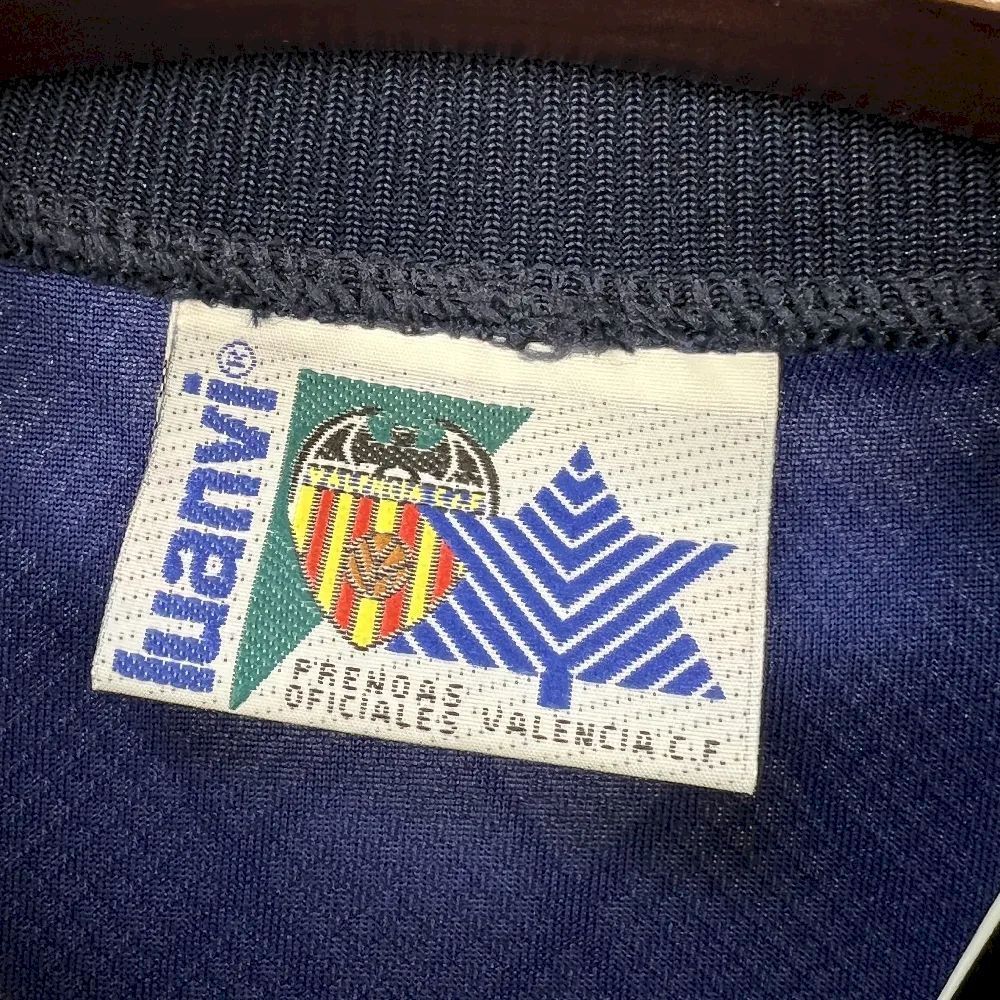 luanvi®
VALENCIA C.F.
PRENDAS
OFICIALES VALENCIA C.F.